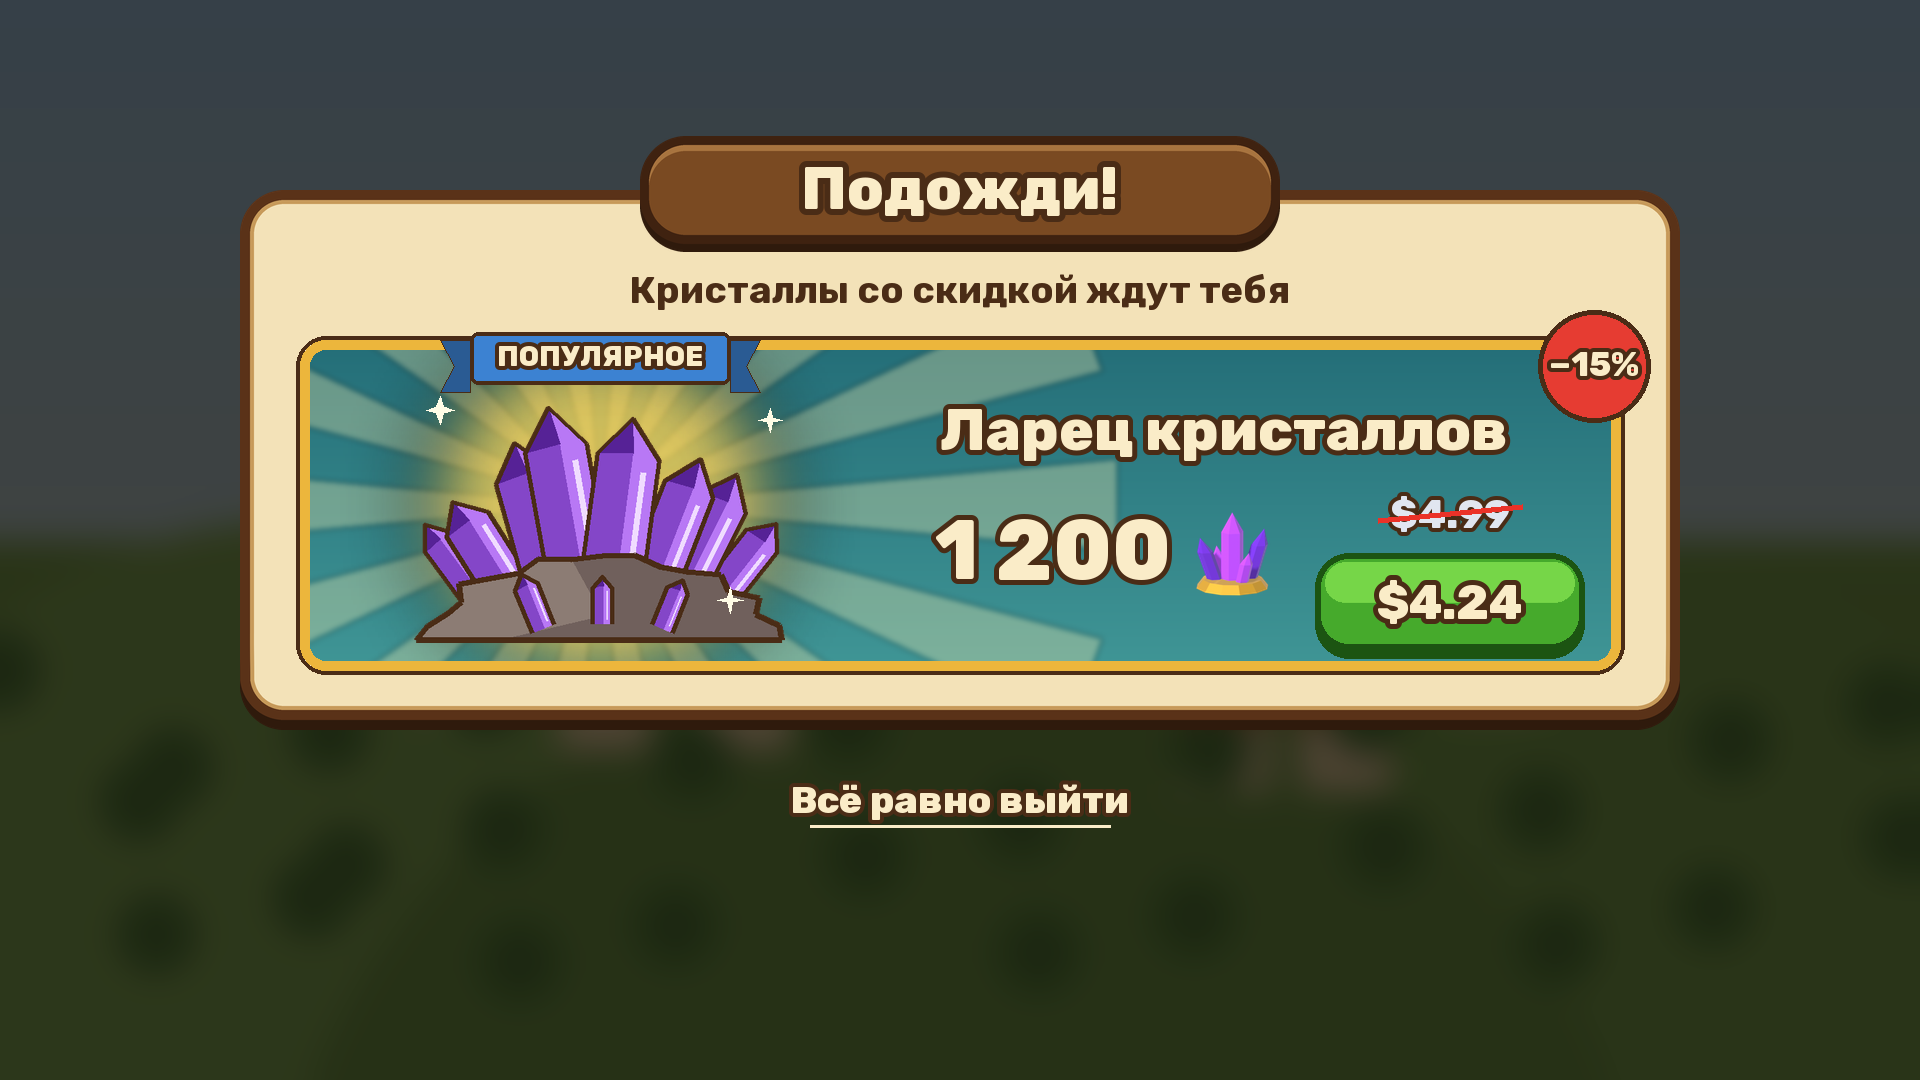 Подожди!
Кристаллы со скидкой ждут тебя
ПОПУЛЯРНОЕ
−15%
Ларец кристаллов
1 200
$4.99
$4.24
Всё равно выйти